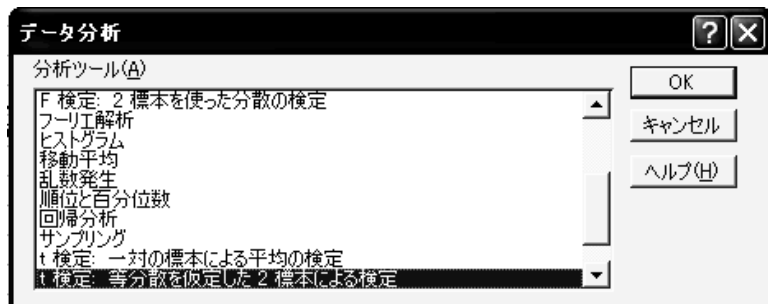 データ分析
分析ツール(A)
F 検定: 2 標本を使った分散の検定
フーリエ解析
ヒストグラム
移動平均
乱数発生
順位と百分位数
回帰分析
サンプリング
t 検定: 一対の標本による平均の検定
t 検定: 等分散を仮定した 2 標本による検定
OK
キャンセル
ヘルプ(H)